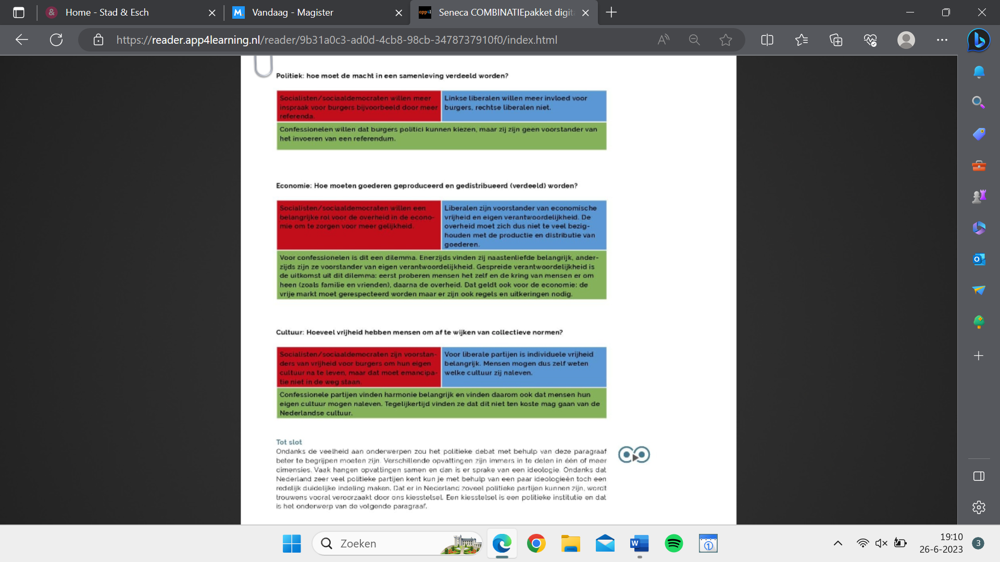 Home - Stad & Esch
Vandaag - Magister
Seneca COMBINATIEpakket digit
https://reader.app4learning.nl/reader/9b31a0c3-ad0d-4cb8-98cb-3478737910f0/index.html
Politiek: hoe moet de macht in een samenleving verdeeld worden?
Socialisten/sociaaldemocraten willen meer
inspraak voor burgers bijvoorbeeld door meer
referenda.
Linkse liberalen willen meer invloed voor
burgers, rechtse liberalen niet.
Confessionelen willen dat burgers politici kunnen kiezen, maar zij zijn geen voorstander van
het invoeren van een referendum.
Economie: Hoe moeten goederen geproduceerd en gedistribueerd (verdeeld) worden?
Socialisten/sociaaldemocraten willen een
belangrijke rol voor de overheid in de econo-
mie om te zorgen voor meer gelijkheid.
Liberalen zijn voorstander van economische
vrijheid en eigen verantwoordelijkheid. De
overheid moet zich dus niet te veel bezig-
houden met de productie en distributie van
goederen.
Voor confessionelen is dit een dilemma. Enerzijds vinden zij naastenliefde belangrijk, ander-
zijds zijn ze voorstander van eigen verantwoordelijkheid. Gespreide verantwoordelijkheid is
de uitkomst uit dit dilemma: eerst proberen mensen het zelf en de kring van mensen er om
heen (zoals familie en vrienden), daarna de overheid. Dat geldt ook voor de economie: de
vrije markt moet gerespecteerd worden maar er zijn ook regels en uitkeringen nodig.
Cultuur: Hoeveel vrijheid hebben mensen om af te wijken van collectieve normen?
Socialisten/sociaaldemocraten zijn voorstan-
ders van vrijheid voor burgers om hun eigen
cultuur na te leven, maar dat moet emancipa-
tie niet in de weg staan.
Voor liberale partijen is individuele vrijheid
belangrijk. Mensen mogen dus zelf weten
welke cultuur zij naleven.
Confessionele partijen vinden harmonie belangrijk en vinden daarom ook dat mensen hun
eigen cultuur mogen naleven. Tegelijkertijd vinden ze dat dit niet ten koste mag gaan van de
Nederlandse cultuur.
Tot slot
Ondanks de veelheid aan onderwerpen zou het politieke debat met behulp van deze paragraaf
beter te begrijpen moeten zijn. Verschillende opvattingen zijn immers in te delen in één of meer
dimensies. Vaak hangen opvattingen samen en dan is er sprake van een ideologie. Ondanks dat
Nederland zeer veel politieke partijen kent kun je met behulp van een paar ideologieën toch een
redelijk duidelijke indeling maken. Dat er in Nederland zoveel politieke partijen kunnen zijn, wordt
trouwens vooral veroorzaakt door ons kiesstelsel. Een kiesstelsel is een politieke institutie en dat
is het onderwerp van de volgende paragraaf.
Zoeken
19:10
26-6-2023
3